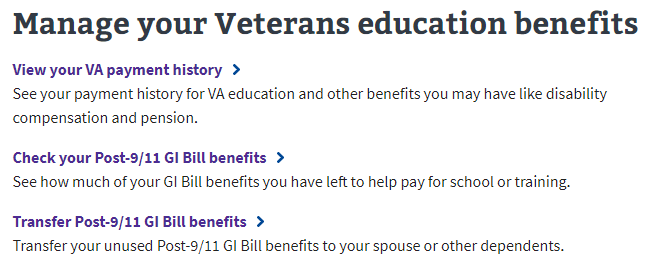 Manage your Veterans education benefits
View your VA payment history
See your payment history for VA education and other benefits you may have like disability
compensation and pension.
Check your Post-9/11 GI Bill benefits
See how much of your GI Bill benefits you have left to help pay for school or training.
Transfer Post-9/11 GI Bill benefits
Transfer your unused Post-9/11 GI Bill benefits to your spouse or other dependents.